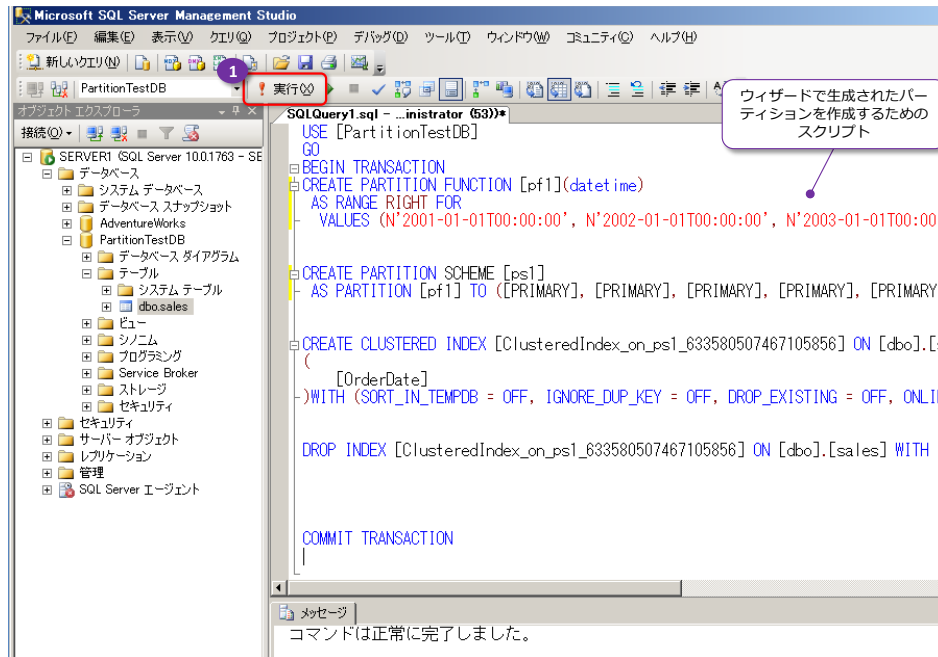 Microsoft SQL Server Management Studio
ファイル(F) 編集(E) 表示(V) クエリ(Q) プロジェクト(P) デバッグ(D) ツール(T) ウィンドウ(W) コミュニティ(C) ヘルプ(H)
新しいクエリ(N)
1
PartitionTestDB
実行(X)
オブジェクト エクスプローラ
接続(O)
SERVER1 (SQL Server 10.0.1763 - SE
データベース
システム データベース
データベース スナップショット
AdventureWorks
PartitionTestDB
データベース ダイアグラム
テーブル
システム テーブル
dbo.sales
ビュー
シノニム
プログラミング
Service Broker
ストレージ
セキュリティ
セキュリティ
サーバー オブジェクト
レプリケーション
管理
SQL Server エージェント
SQLQuery1.sql - ...inistrator (53))*
ウィザードで生成されたパー
ティションを作成するための
スクリプト
USE [PartitionTestDB]
GO
BEGIN TRANSACTION
CREATE PARTITION FUNCTION [pf1](datetime)
AS RANGE RIGHT FOR
VALUES (N'2001-01-01T00:00:00', N'2002-01-01T00:00:00', N'2003-01-01T00:00
CREATE PARTITION SCHEME [ps1]
AS PARTITION [pf1] TO ([PRIMARY], [PRIMARY], [PRIMARY], [PRIMARY], [PRIMARY
CREATE CLUSTERED INDEX [ClusteredIndex_on_ps1_633580507467105856] ON [dbo].[s
(
[OrderDate]
)WITH (SORT_IN_TEMPDB = OFF, IGNORE_DUP_KEY = OFF, DROP_EXISTING = OFF, ONLI
DROP INDEX [ClusteredIndex_on_ps1_633580507467105856] ON [dbo].[sales] WITH
COMMIT TRANSACTION
メッセージ
コマンドは正常に完了しました。